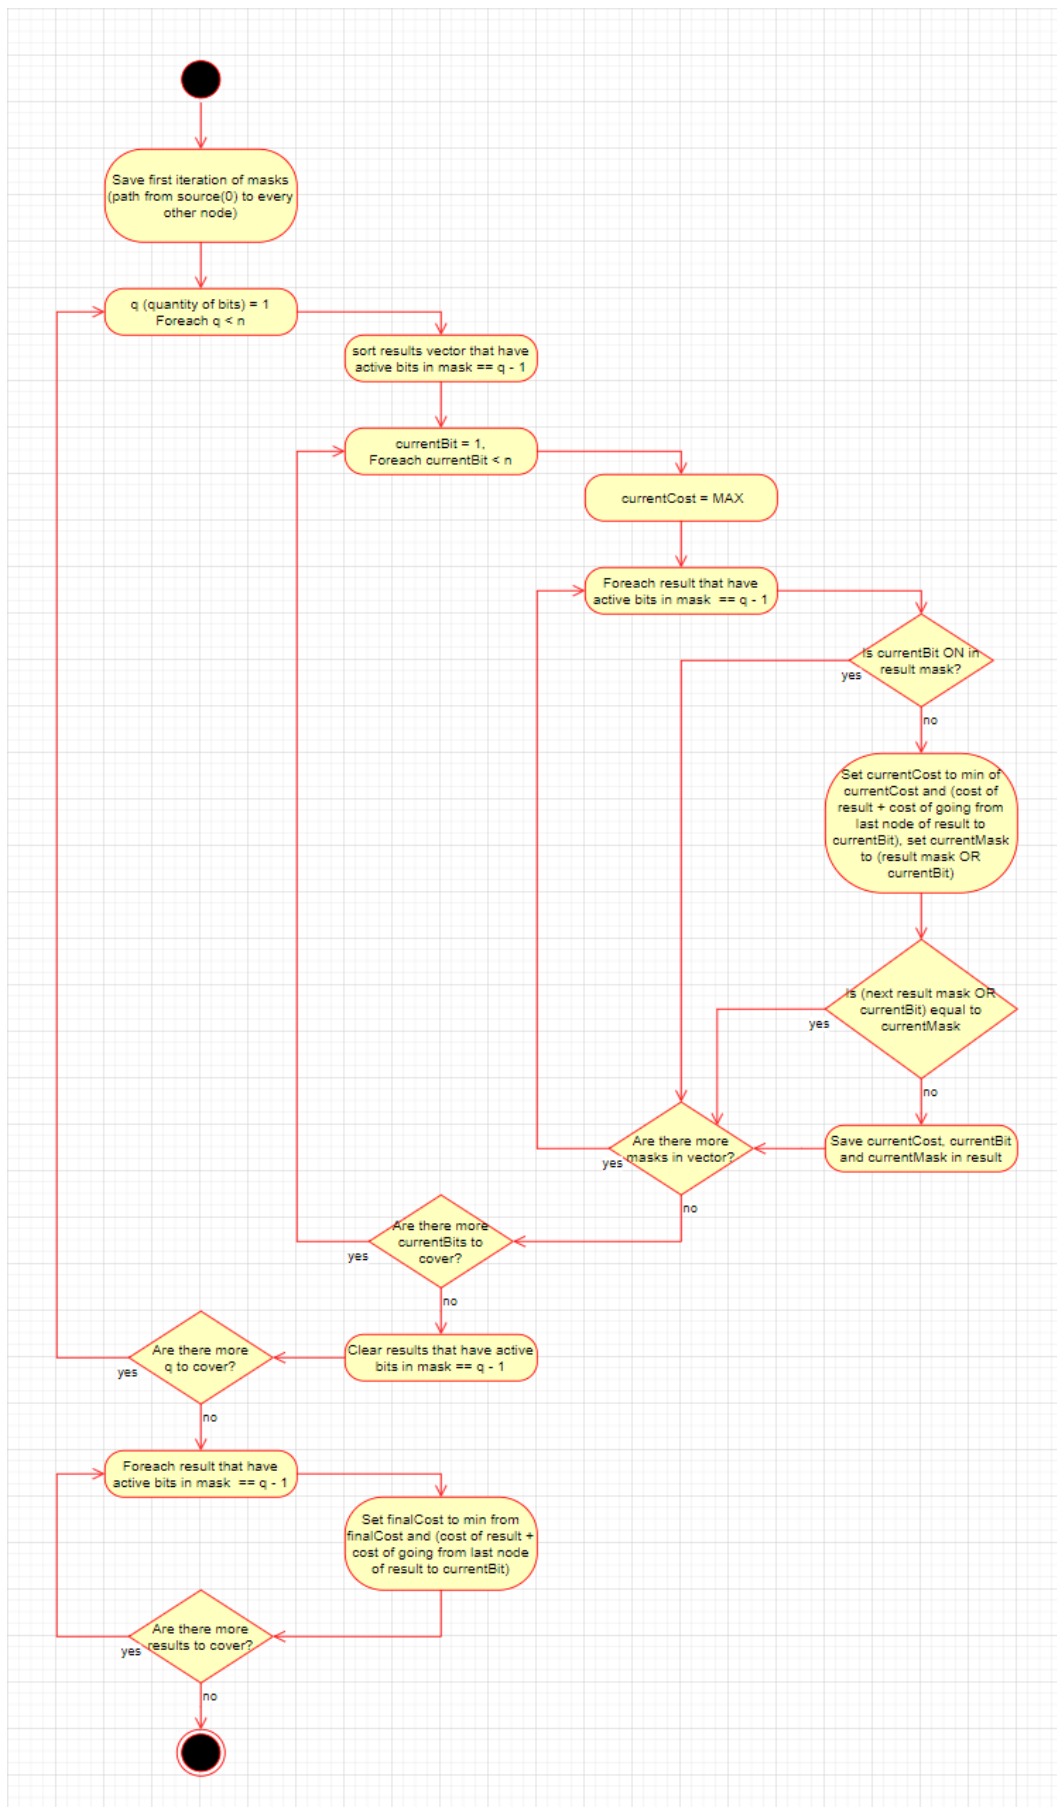 Save first iteration of masks
(path from source(0) to every
other node)
q (quantity of bits) = 1
Foreach q < n
sort results vector that have
active bits in mask == q - 1
currentBit = 1,
Foreach currentBit < n
currentCost = MAX
Foreach result that have
active bits in mask == q - 1
Is currentBit ON in
result mask?
yes
no
Set currentCost to min of
currentCost and (cost of
result + cost of going from
last node of result to
currentBit), set currentMask
to (result mask OR
currentBit)
Is (next result mask OR
currentBit) equal to
currentMask
yes
no
Save currentCost, currentBit
and currentMask in result
Are there more
masks in vector?
yes
no
Are there more
currentBits to
cover?
yes
no
Clear results that have active
bits in mask == q - 1
Are there more
q to cover?
yes
no
Foreach result that have
active bits in mask == q - 1
Set finalCost to min from
finalCost and (cost of result +
cost of going from last node
of result to currentBit)
Are there more
results to cover?
yes
no